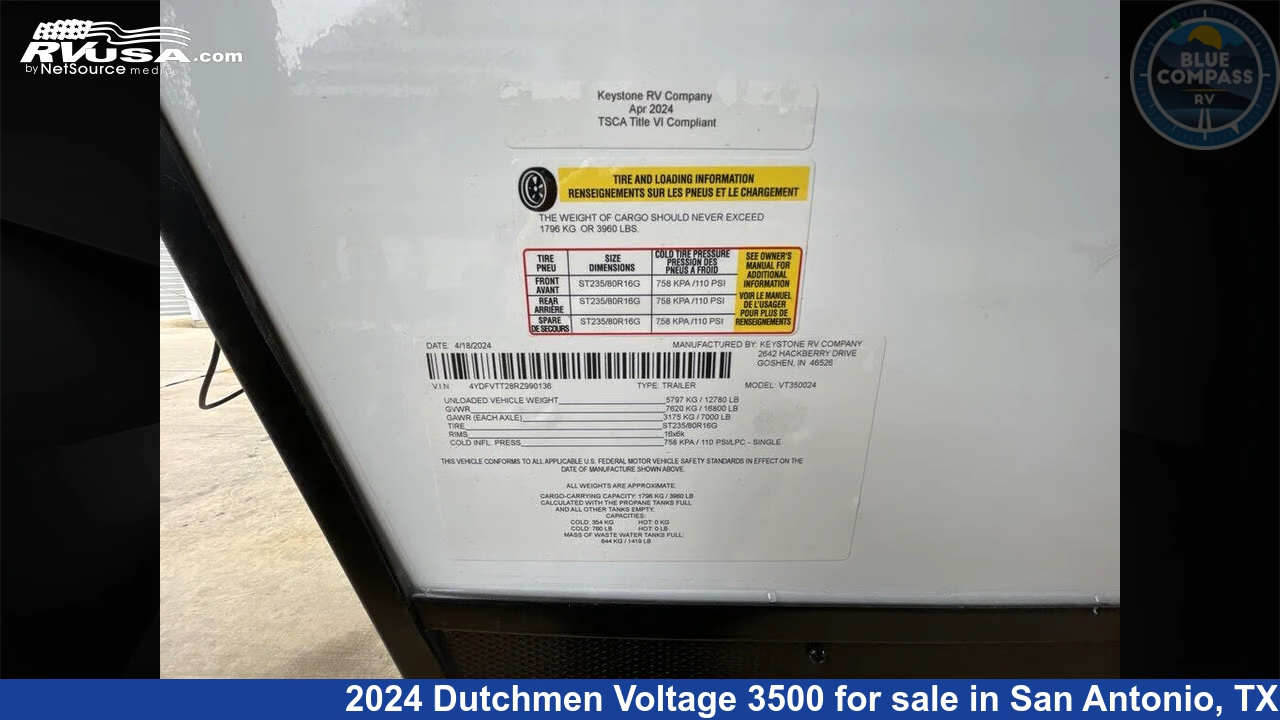 RVUSA.com
by NetSource media
BLUE
COMPASS
RV
Keystone RV Company
Apr 2024
TSCA Title VI Compliant
TIRE AND LOADING INFORMATION
RENSEIGNEMENTS SUR LES PNEUS ET LE CHARGEMENT
THE WEIGHT OF CARGO SHOULD NEVER EXCEED
1796 KG OR 3960 LBS.
TIRE PNEU SIZE DIMENSIONS COLD TIRE PRESSURE PRESSION DES PNEUS A FROID
FRONT AVANT ST235/80R16G 758 KPA /110 PSI
REAR ARRIÈRE ST235/80R16G 758 KPA /110 PSI
SPARE DE SECOURS ST235/80R16G 758 KPA /110 PSI
SEE OWNER'S
MANUAL FOR
ADDITIONAL
INFORMATION
VOIR LE MANUEL
DE L'USAGER
POUR PLUS DE
RENSEIGNEMENTS
DATE: 4/18/2024 MANUFACTURED BY: KEYSTONE RV COMPANY
2642 HACKBERRY DRIVE
GOSHEN, IN 46526
V.I.N 4YDFVTT28RZ990136 TYPE: TRAILER MODEL: VT350024
UNLOADED VEHICLE WEIGHT 5797 KG / 12780 LB
GVWR 7620 KG / 16800 LB
GAWR (EACH AXLE) 3175 KG / 7000 LB
TIRE ST235/80R16G
RIMS 16x6k
COLD INFL. PRESS 758 KPA / 110 PSI/LPC - SINGLE
THIS VEHICLE CONFORMS TO ALL APPLICABLE U.S. FEDERAL MOTOR VEHICLE SAFETY STANDARDS IN EFFECT ON THE
DATE OF MANUFACTURE SHOWN ABOVE.
ALL WEIGHTS ARE APPROXIMATE.
CARGO-CARRYING CAPACITY: 1796 KG / 3960 LB
CALCULATED WITH THE PROPANE TANKS FULL
AND ALL OTHER TANKS EMPTY.
CAPACITIES:
COLD: 354 KG HOT: 0 KG
COLD: 780 LB HOT: 0 LB
MASS OF WASTE WATER TANKS FULL:
644 KG / 1419 LB
2024 Dutchmen Voltage 3500 for sale in San Antonio, TX